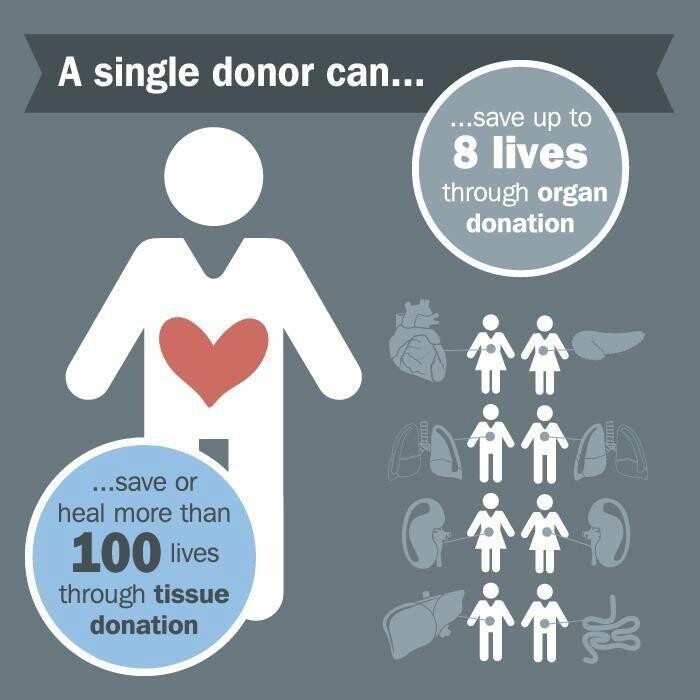 A single donor can...
...save up to
8 lives
through organ
donation
...save or
heal more than
100 lives
through tissue
donation